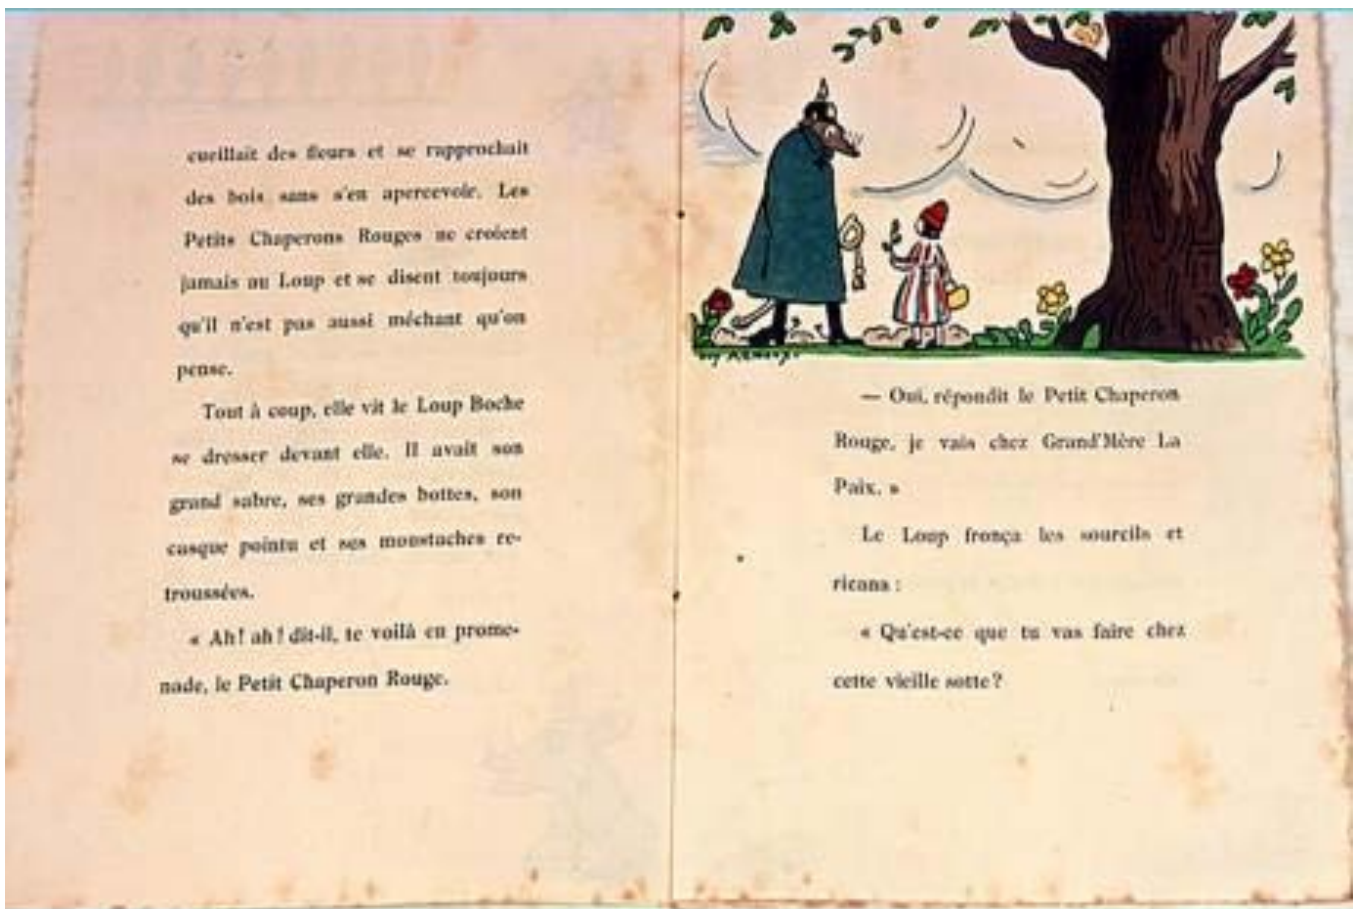 cueillait des fleurs et se rapprochait
des bois sans s'en apercevoir. Les
Petits Chaperons Rouges ne croient
jamais au Loup et se disent toujours
qu'il n'est pas aussi méchant qu'on
pense.
Tout à coup, elle vit le Loup Boche
se dresser devant elle. Il avait son
grand sabre, ses grandes bottes, son
casque pointu et ses moustaches re-
troussées.
« Ah! ah! dit-il, te voilà en prome-
nade, le Petit Chaperon Rouge.
— Oui, répondit le Petit Chaperon
Rouge, je vais chez Grand'Mère La
Paix. »
Le Loup fronça les sourcils et
ricana :
« Qu'est-ce que tu vas faire chez
cette vieille sotte?